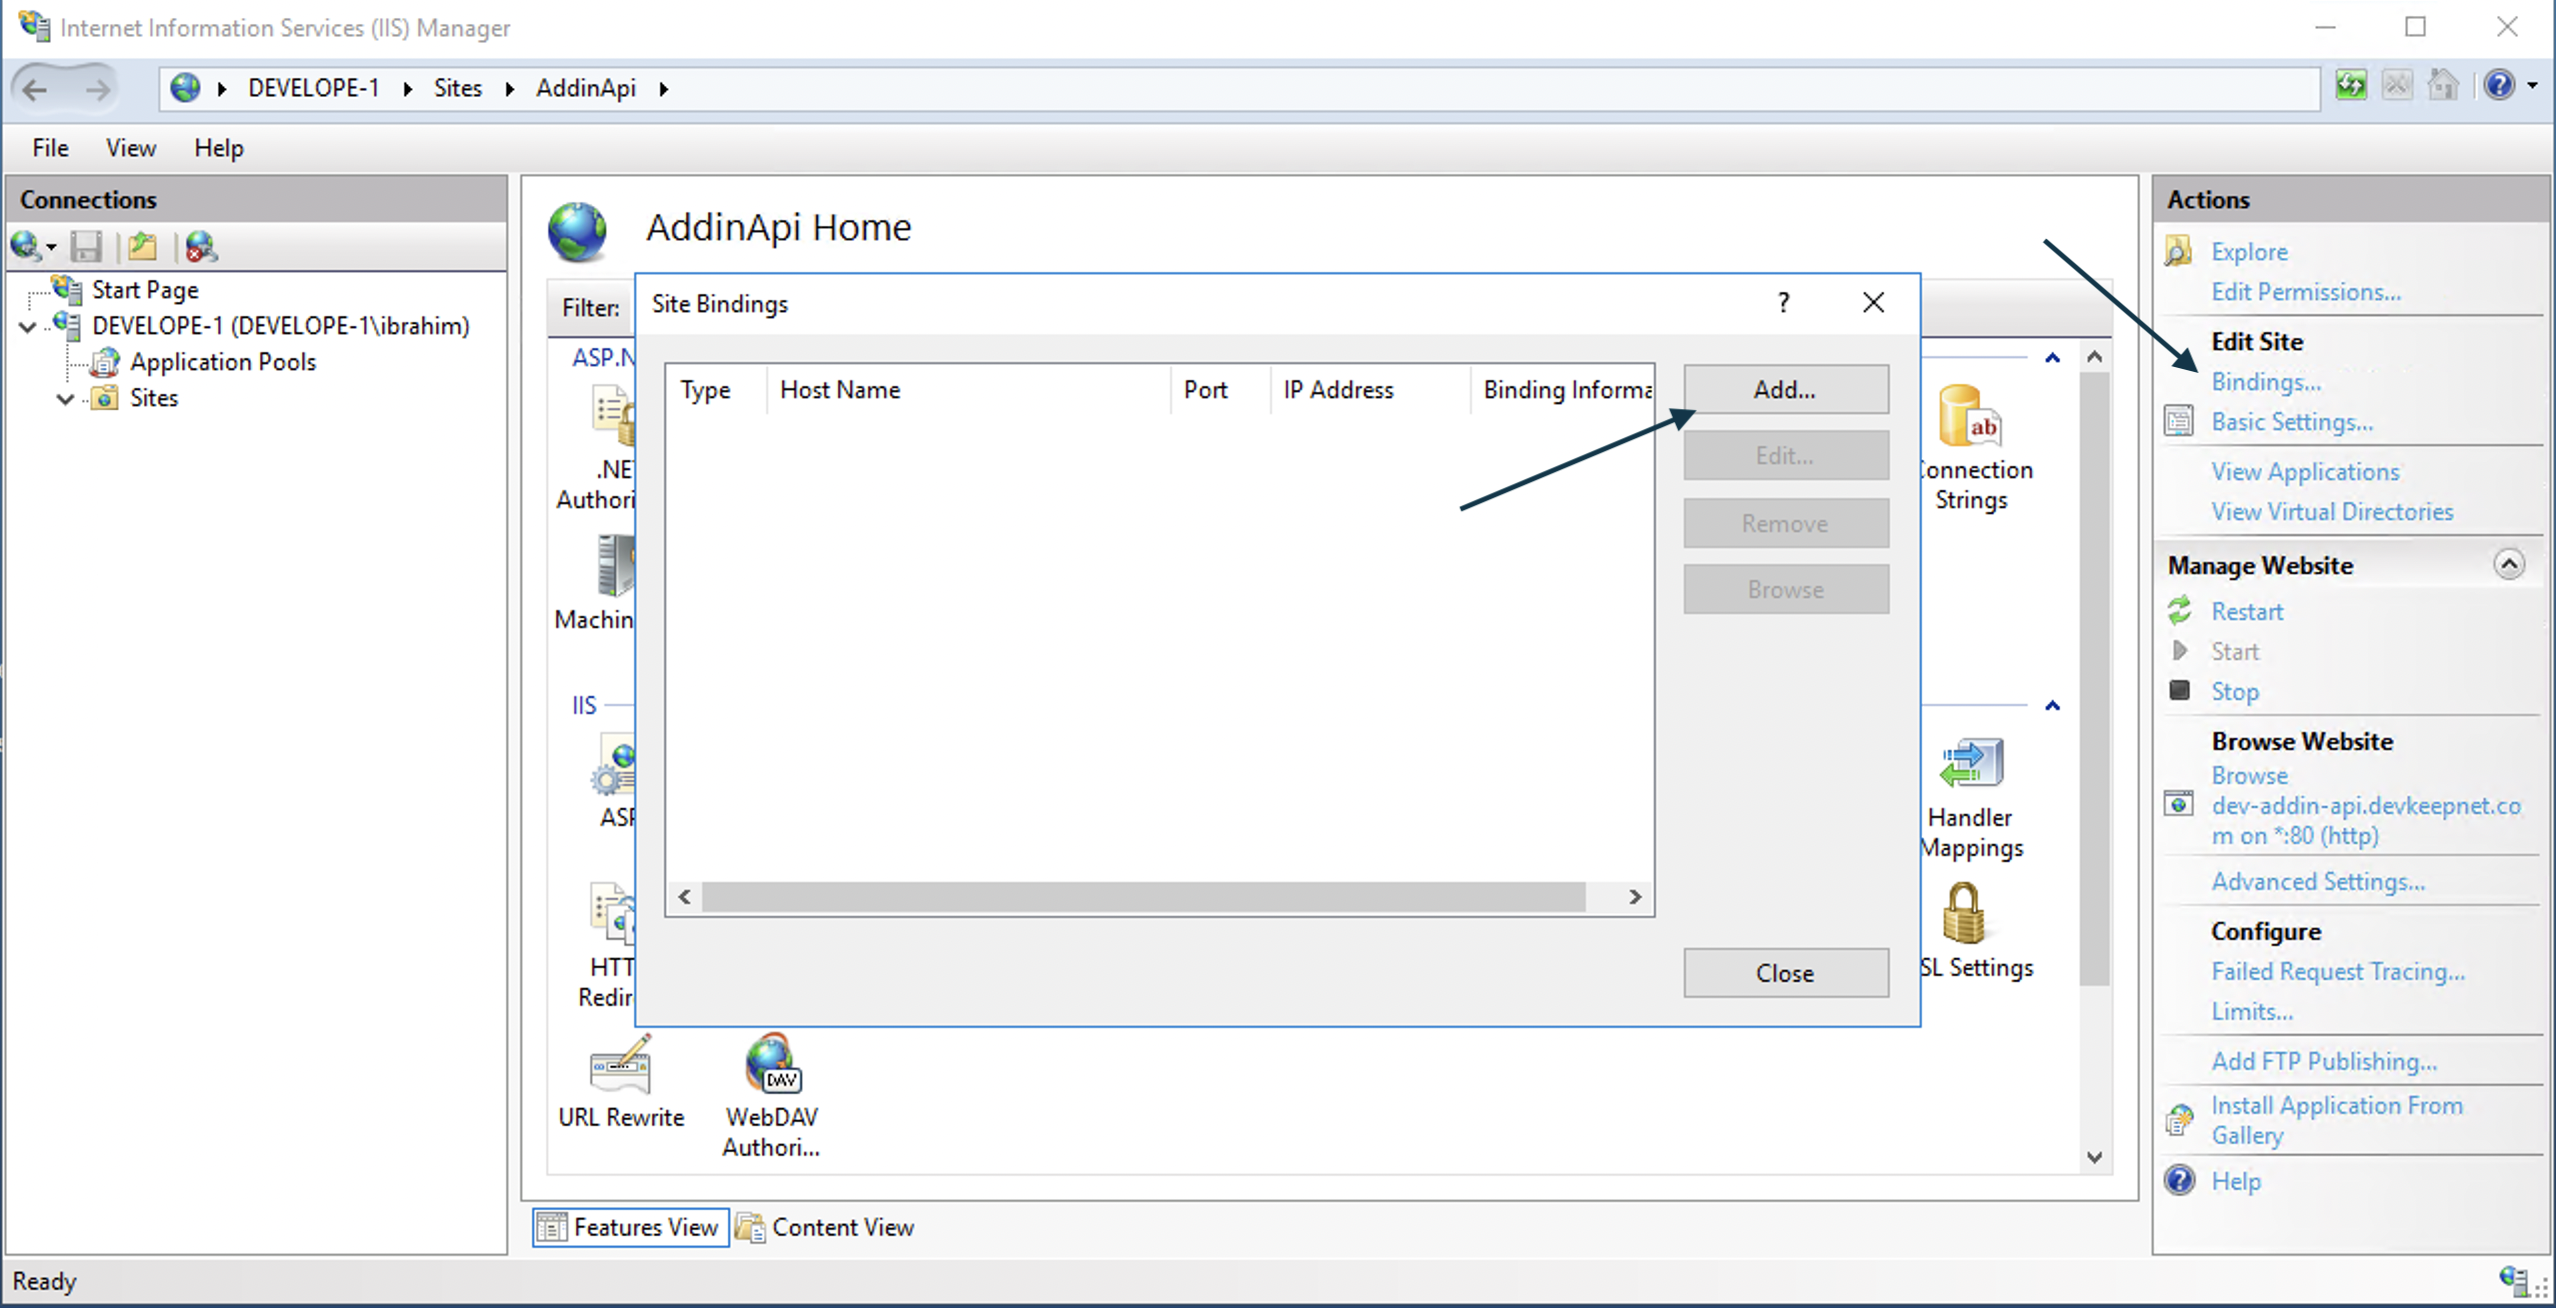 Internet Information Services (IIS) Manager
DEVELOPE-1 Sites AddinApi
File View Help
Connections
Start Page
DEVELOPE-1 (DEVELOPE-1\ibrahim)
Application Pools
Sites
AddinApi Home
Filter:
ASP.N
.NE
Authori
Machin
Connection
Strings
IIS
ASP
Handler
Mappings
HTT
Redir
SL Settings
URL Rewrite
DAV
WebDAV
Authori...
ab
Site Bindings
?
Type Host Name Port IP Address Binding Informa
Add...
Edit...
Remove
Browse
Close
Features View Content View
Actions
Explore
Edit Permissions...
Edit Site
Bindings...
Basic Settings...
View Applications
View Virtual Directories
Manage Website
Restart
Start
Stop
Browse Website
Browse
dev-addin-api.devkeepnet.co
m on *:80 (http)
Advanced Settings...
Configure
Failed Request Tracing...
Limits...
Add FTP Publishing...
Install Application From
Gallery
Help
Ready